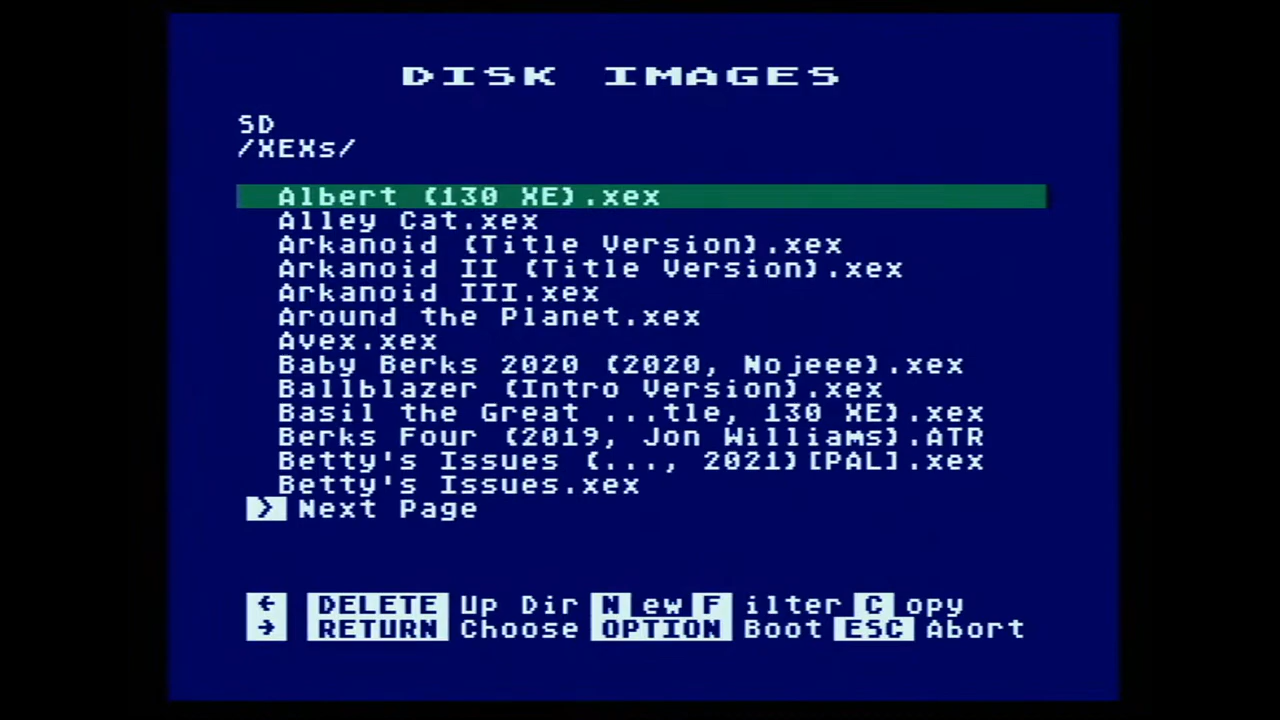 DISK IMAGES
SD
/XEXs/
Albert (130 XE).xex
Alley Cat.xex
Arkanoid (Title Version).xex
Arkanoid II (Title Version).xex
Arkanoid III.xex
Around the Planet.xex
Avex.xex
Baby Berks 2020 (2020, Nojeee).xex
Ballblazer (Intro Version).xex
Basil the Great ...tle, 130 XE).xex
Berks Four (2019, Jon Williams).ATR
Betty's Issues (..., 2021)[PAL].xex
Betty's Issues.xex
> Next Page
← DELETE Up Dir New Filter Copy
→ RETURN Choose OPTION Boot ESC Abort